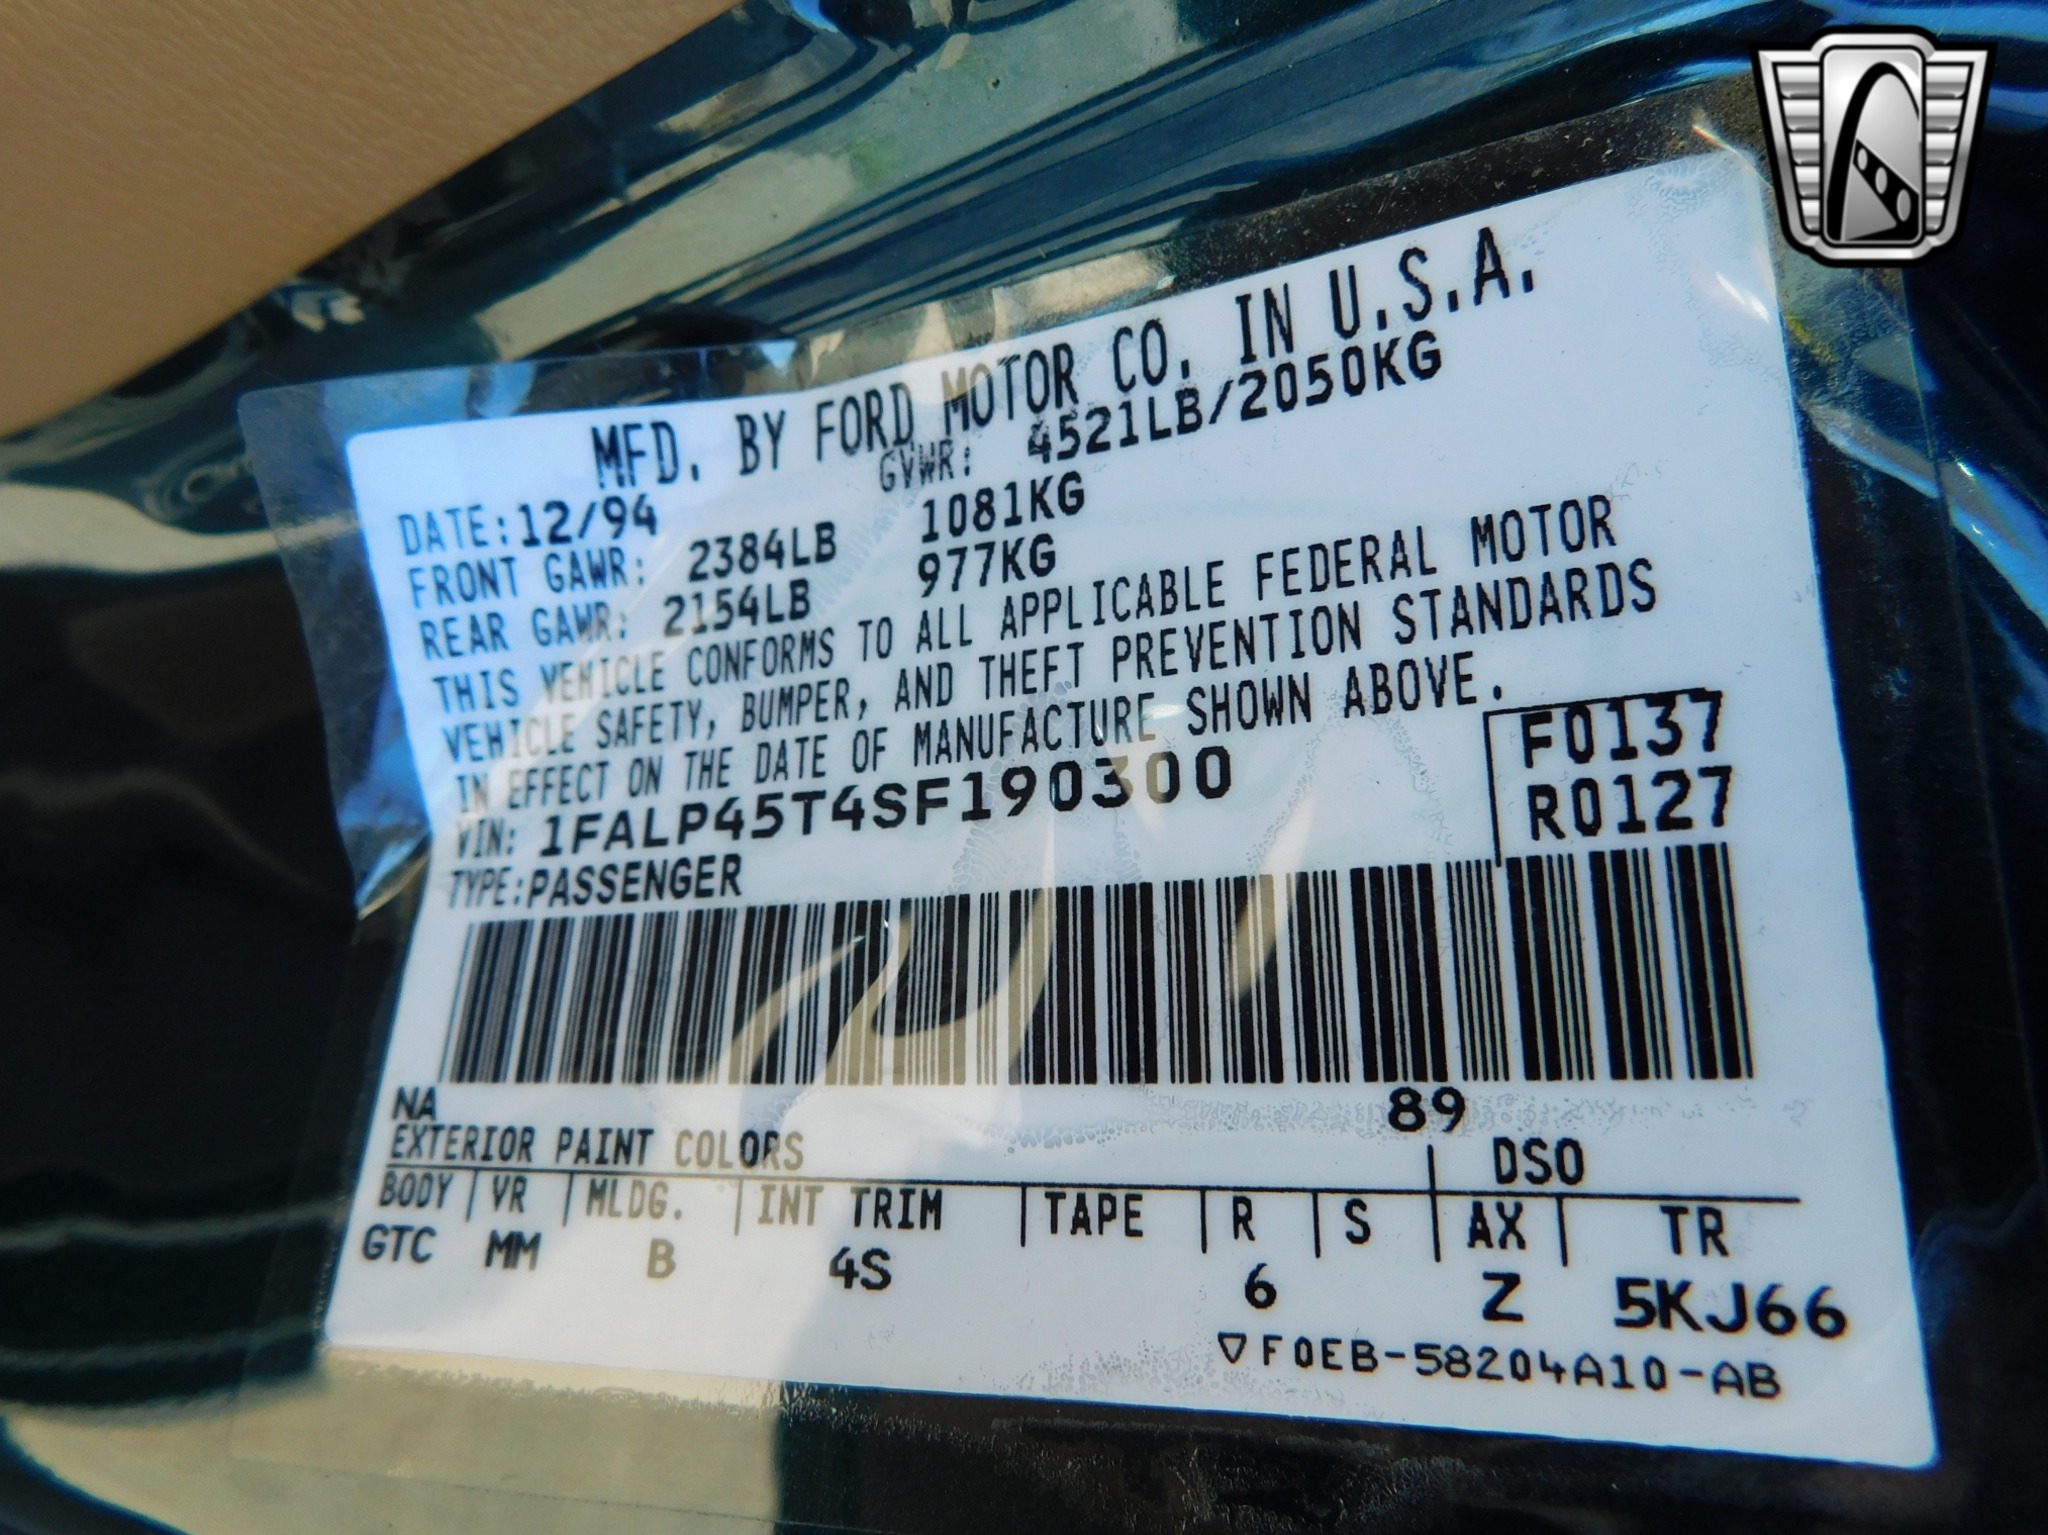 MFD. BY FORD MOTOR CO. IN U.S.A.
DATE:12/94 GVWR: 4521LB/2050KG
FRONT GAWR: 2384LB 1081KG
REAR GAWR: 2154LB 977KG
THIS VEHICLE CONFORMS TO ALL APPLICABLE FEDERAL MOTOR
VEHICLE SAFETY, BUMPER, AND THEFT PREVENTION STANDARDS
IN EFFECT ON THE DATE OF MANUFACTURE SHOWN ABOVE.
VIN: 1FALP45T4SF190300 F0137
TYPE:PASSENGER R0127
NA 89
EXTERIOR PAINT COLORS DSO
BODY VR MLDG. INT TRIM TAPE R S AX TR
GTC MM B 4S 6 Z 5KJ66
▽F0EB-58204A10-AB